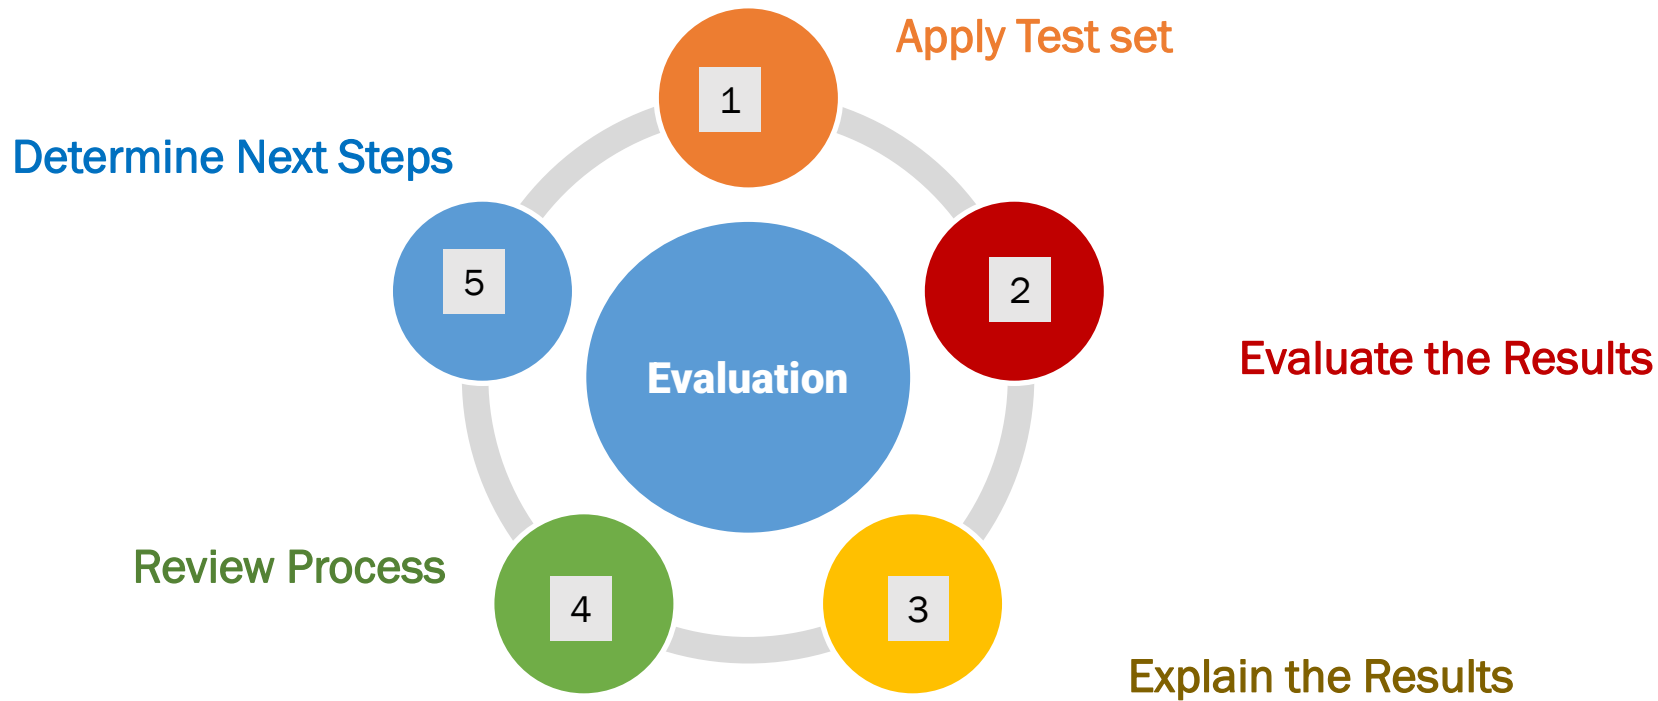 Apply Test set
1
Determine Next Steps
5
2
Evaluation
Evaluate the Results
Review Process
4
3
Explain the Results